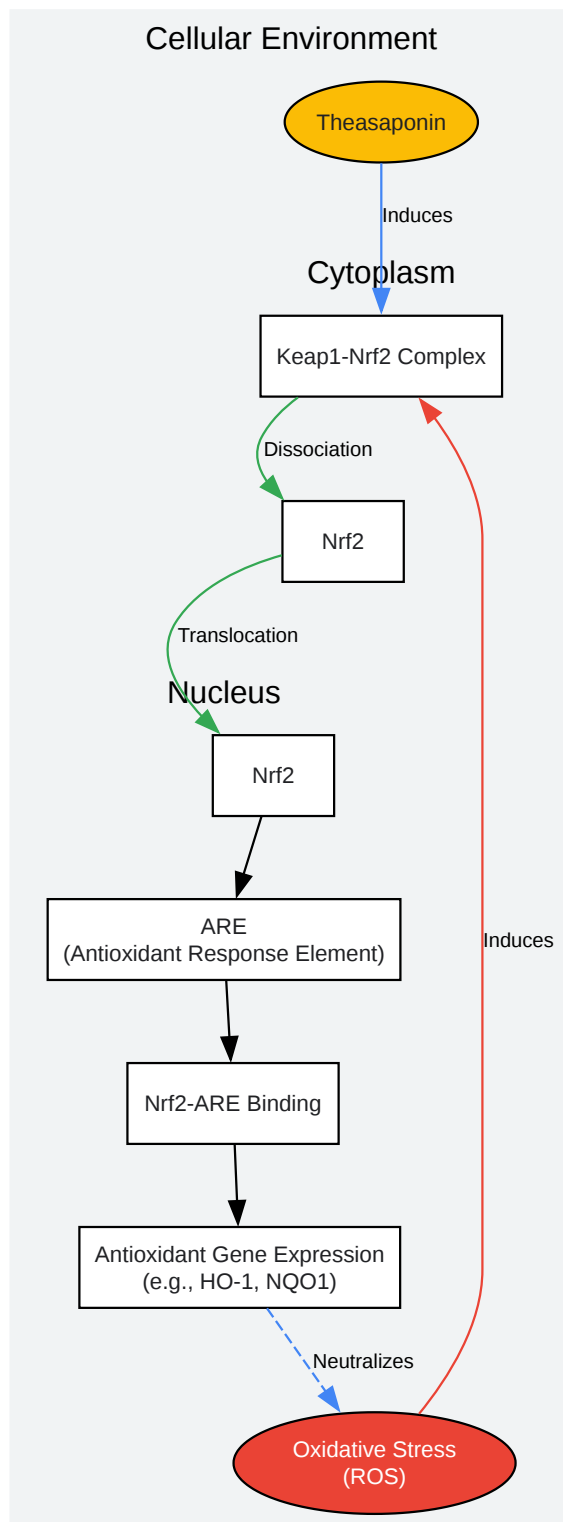 Cellular Environment
Theasaponin
Induces
Cytoplasm
Keap1-Nrf2 Complex
Dissociation
Nrf2
Translocation
Nucleus
Nrf2
ARE
(Antioxidant Response Element)
Induces
Nrf2-ARE Binding
Antioxidant Gene Expression
(e.g., HO-1, NQO1)
Neutralizes
Oxidative Stress
(ROS)